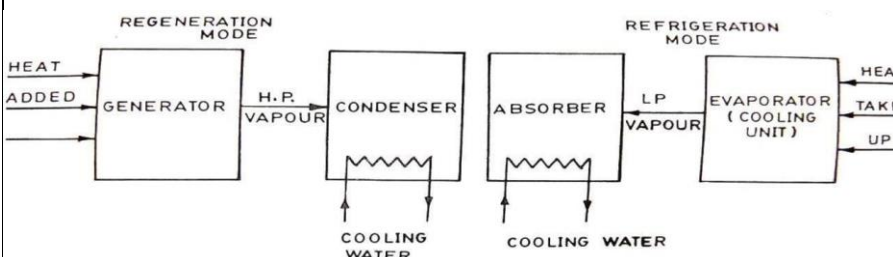 REGENERATION
MODE
HEAT
ADDED
GENERATOR
H.P.
VAPOUR
CONDENSER
COOLING
WATER
REFRIGERATION
MODE
ABSORBER
LP
VAPOUR
EVAPORATOR
( COOLING
UNIT )
HEA
TAK
UP
COOLING WATER